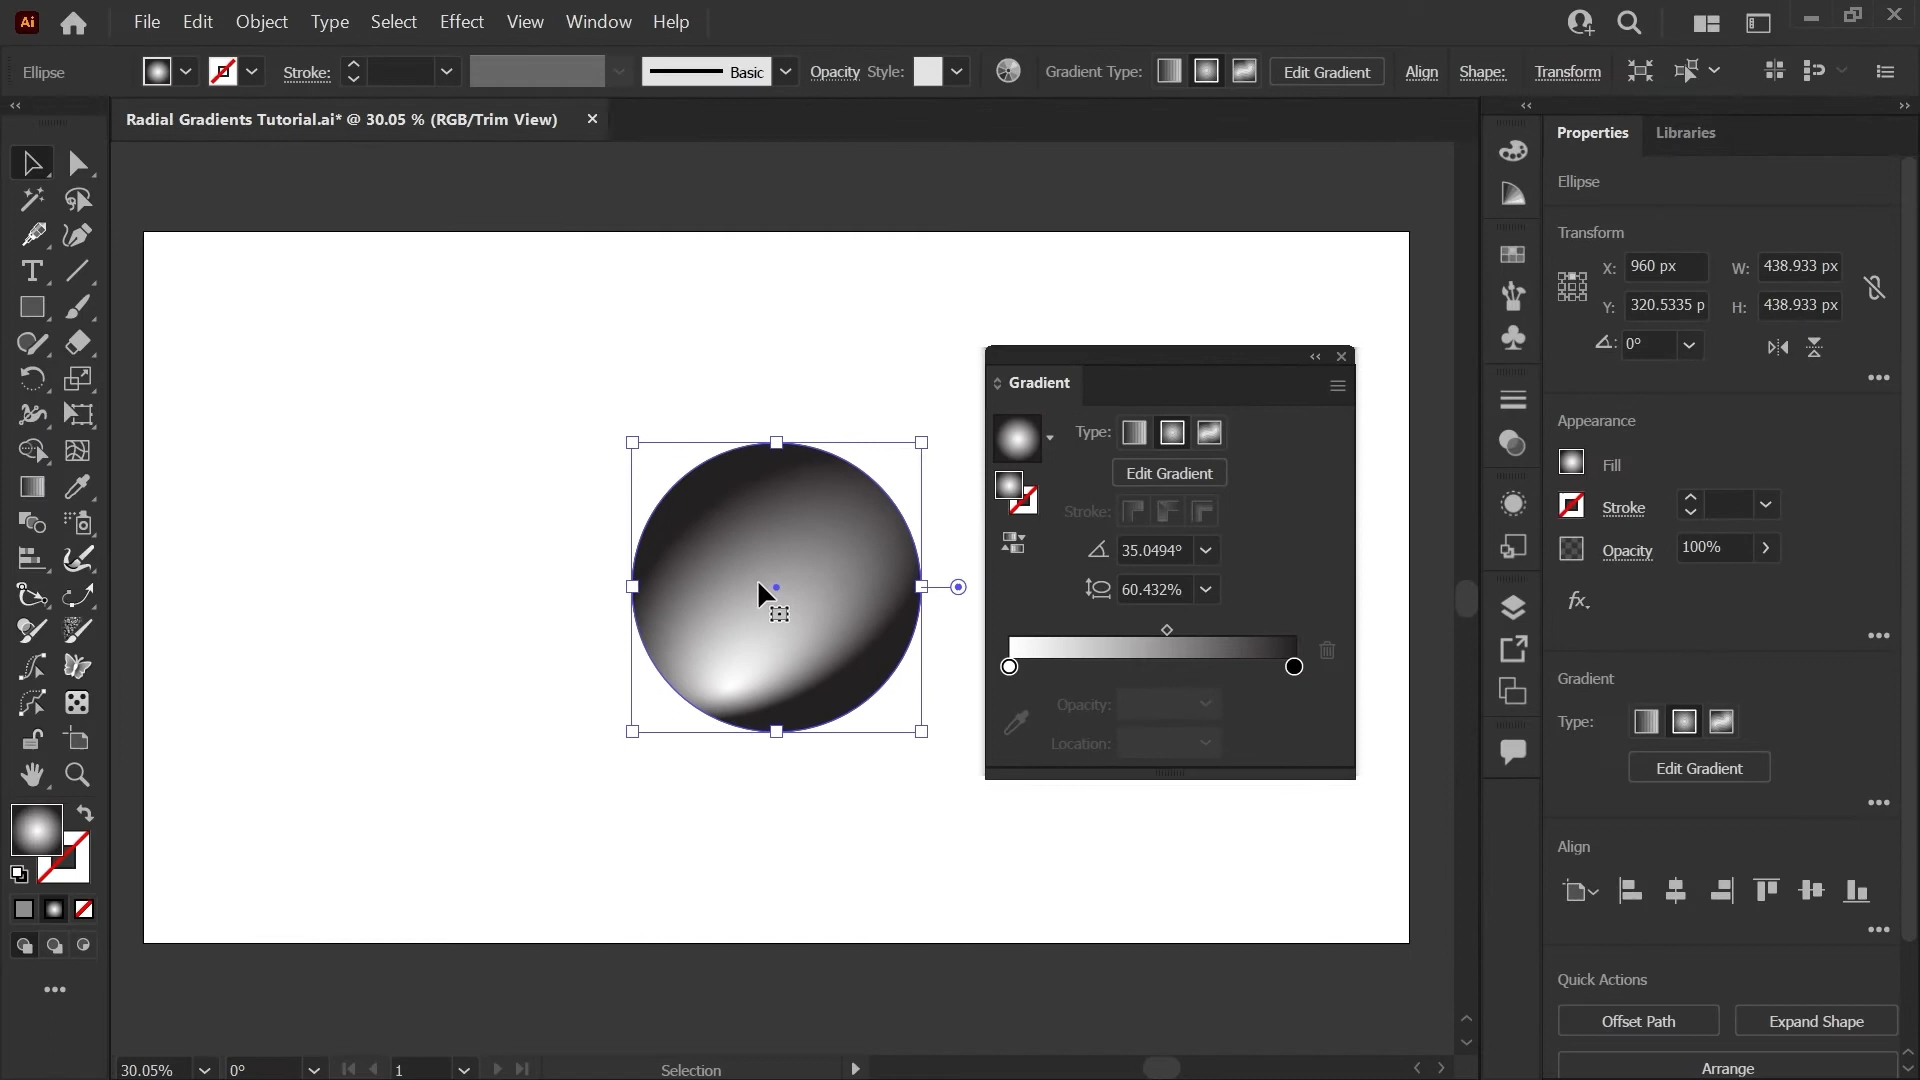 Ai File Edit Object Type Select Effect View Window Help
Ellipse Stroke: Basic Opacity Style: Gradient Type: Edit Gradient Align Shape: Transform
Radial Gradients Tutorial.ai* @ 30.05 % (RGB/Trim View)
Properties Libraries
Ellipse
Transform
X: 960 px W: 438.933 px
Y: 320.5335 p H: 438.933 px
0°
Appearance
Fill
Stroke
Opacity 100%
fx.
Gradient
Type:
Edit Gradient
Align
Quick Actions
Offset Path Expand Shape
Arrange
Gradient
Type:
Edit Gradient
Stroke:
35.0494°
60.432%
Opacity:
Location:
30.05% 0° 1 Selection